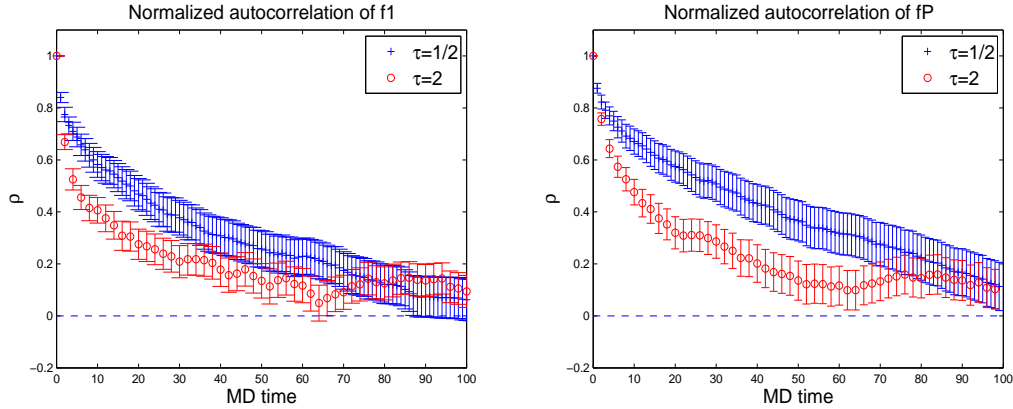 Normalized autocorrelation of f1
τ=1/2
τ=2
1
0.8
0.6
0.4
0.2
0
−0.2
0 10 20 30 40 50 60 70 80 90 100
ρ
MD time
Normalized autocorrelation of fP
τ=1/2
τ=2
1
0.8
0.6
0.4
0.2
0
−0.2
0 10 20 30 40 50 60 70 80 90 100
ρ
MD time